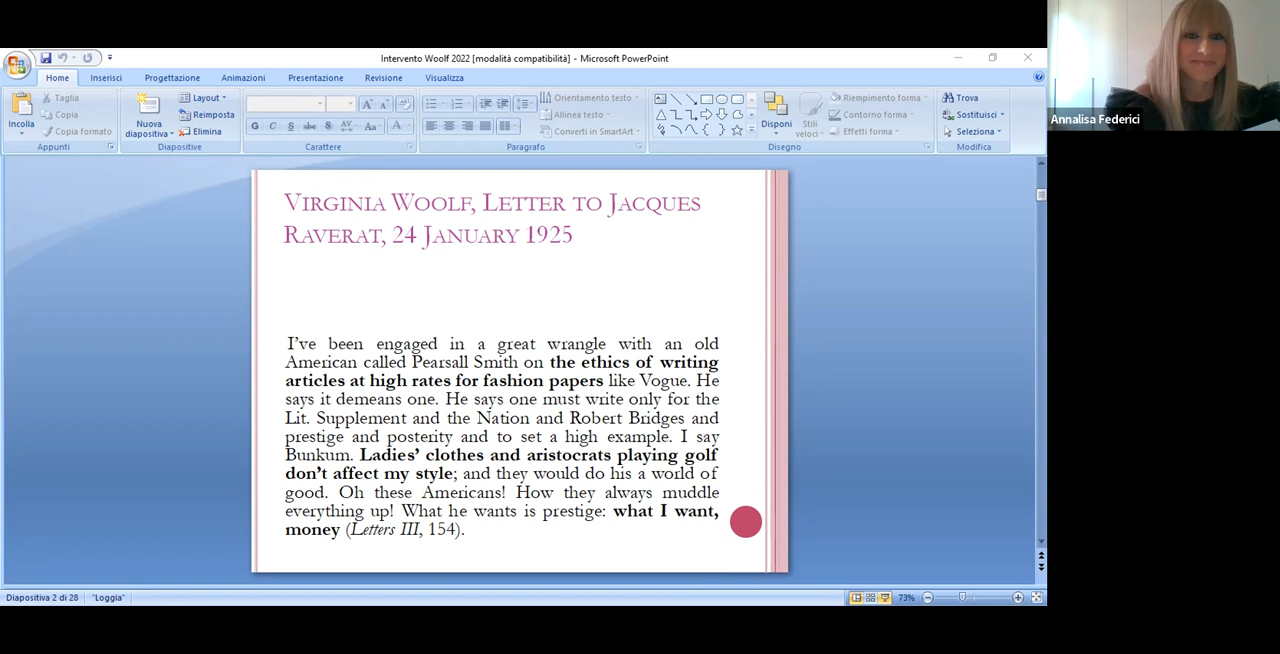 Intervento Woolf 2022 [modalità compatibilità] - Microsoft PowerPoint
Home Inserisci Progettazione Animazioni Presentazione Revisione Visualizza
Incolla
Taglia
Copia
Copia formato
Appunti
Nuova
diapositiva
Layout
Reimposta
Elimina
Diapositive
G C S abc S AV Aa A
Carattere
Orientamento testo
Allinea testo
Converti in SmartArt
Paragrafo
Disponi
Stili
veloci
Riempimento forma
Contorno forma
Effetti forma
Disegno
Trova
Sostituisci
Seleziona
Modifica
Annalisa Federici
VIRGINIA WOOLF, LETTER TO JACQUES
RAVERAT, 24 JANUARY 1925
I’ve been engaged in a great wrangle with an old
American called Pearsall Smith on the ethics of writing
articles at high rates for fashion papers like Vogue. He
says it demeans one. He says one must write only for the
Lit. Supplement and the Nation and Robert Bridges and
prestige and posterity and to set a high example. I say
Bunkum. Ladies’ clothes and aristocrats playing golf
don’t affect my style; and they would do his a world of
good. Oh these Americans! How they always muddle
everything up! What he wants is prestige: what I want,
money (Letters III, 154).
Diapositiva 2 di 28 "Loggia" 73%